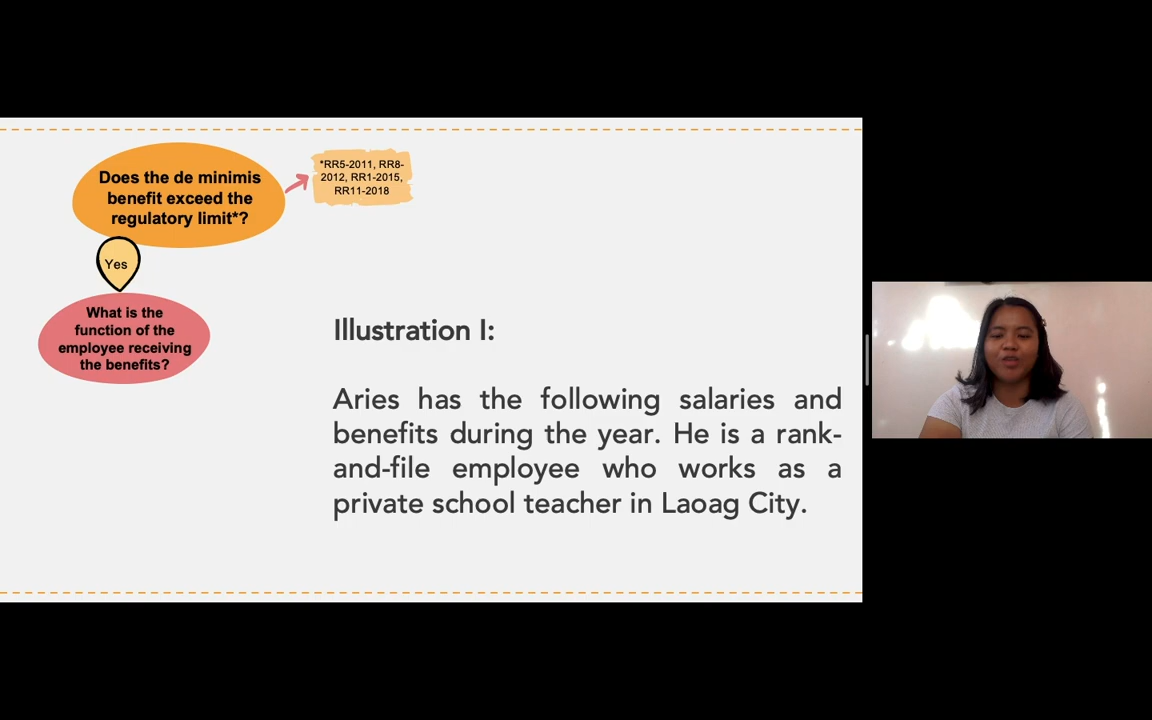 Does the de minimis
benefit exceed the
regulatory limit*?
*RR5-2011, RR8-
2012, RR1-2015,
RR11-2018
Yes
What is the
function of the
employee receiving
the benefits?
Illustration I:
Aries has the following salaries and
benefits during the year. He is a rank-
and-file employee who works as a
private school teacher in Laoag City.